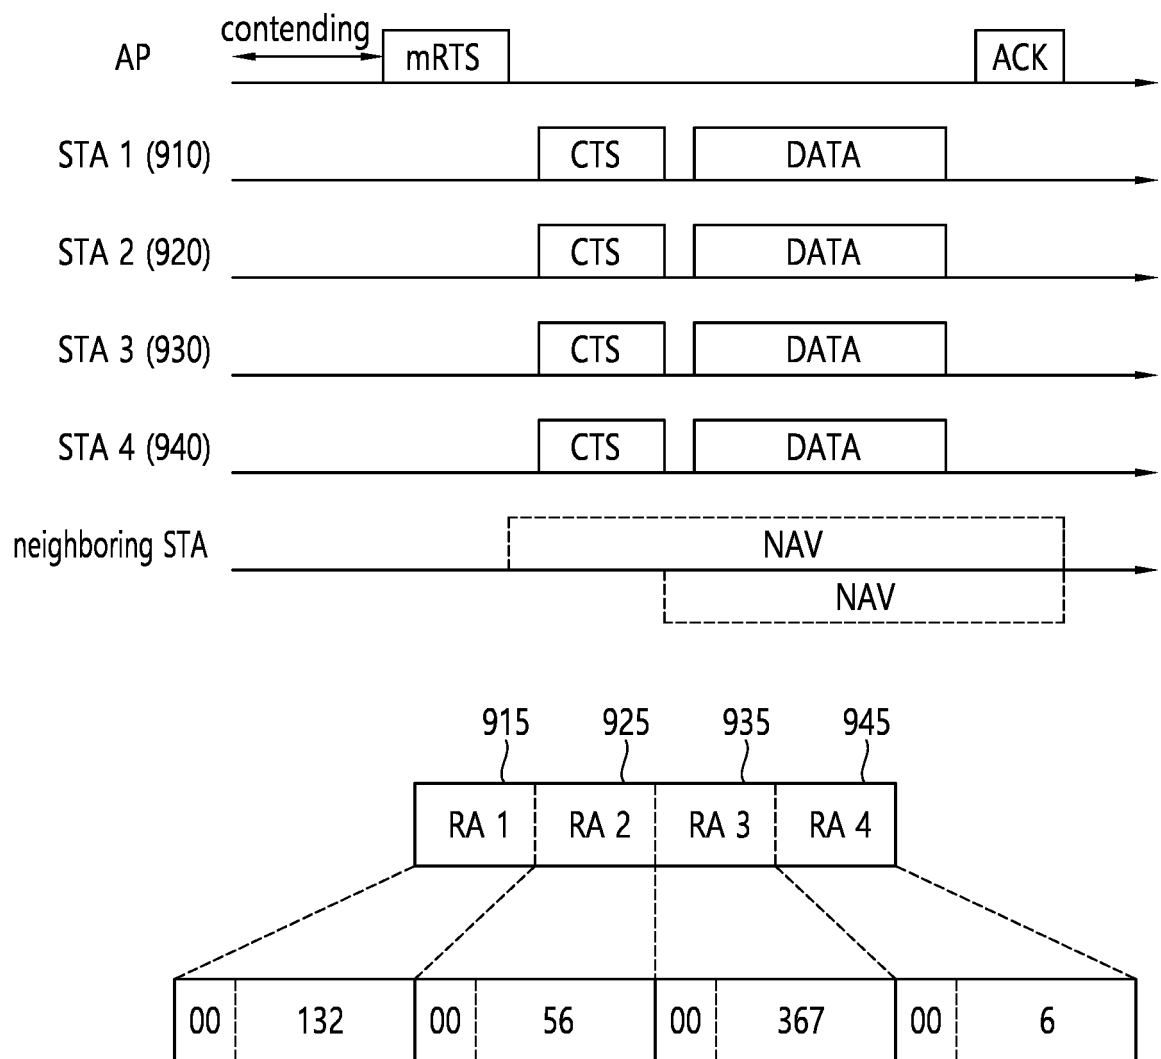 contending
AP mRTS ACK
STA 1 (910) CTS DATA
STA 2 (920) CTS DATA
STA 3 (930) CTS DATA
STA 4 (940) CTS DATA
neighboring STA NAV
NAV
915 925 935 945
RA 1 RA 2 RA 3 RA 4
00 132 00 56 00 367 00 6